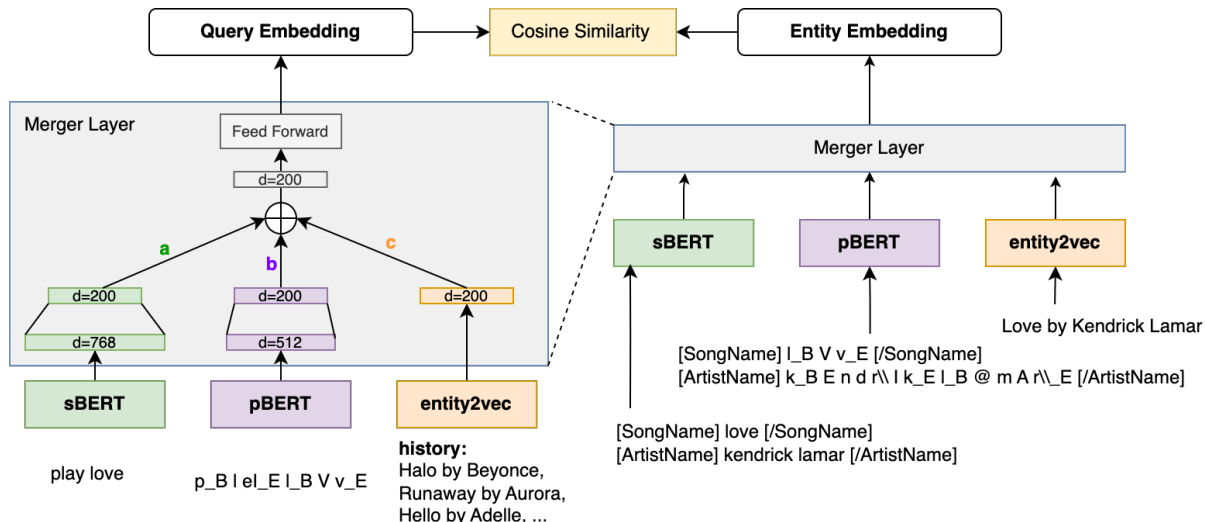 Query Embedding
Cosine Similarity
Entity Embedding
Merger Layer
Feed Forward
d=200
a
b
c
d=200
d=200
d=200
d=768
d=512
sBERT
pBERT
entity2vec
play love
p_B l eI_E l_B V v_E
history:
Halo by Beyonce,
Runaway by Aurora,
Hello by Adelle, ...
Merger Layer
sBERT
pBERT
entity2vec
Love by Kendrick Lamar
[SongName] l_B V v_E [/SongName]
[ArtistName] k_B E n d r\\ I k_E l_B @ m A r\\_E [/ArtistName]
[SongName] love [/SongName]
[ArtistName] kendrick lamar [/ArtistName]